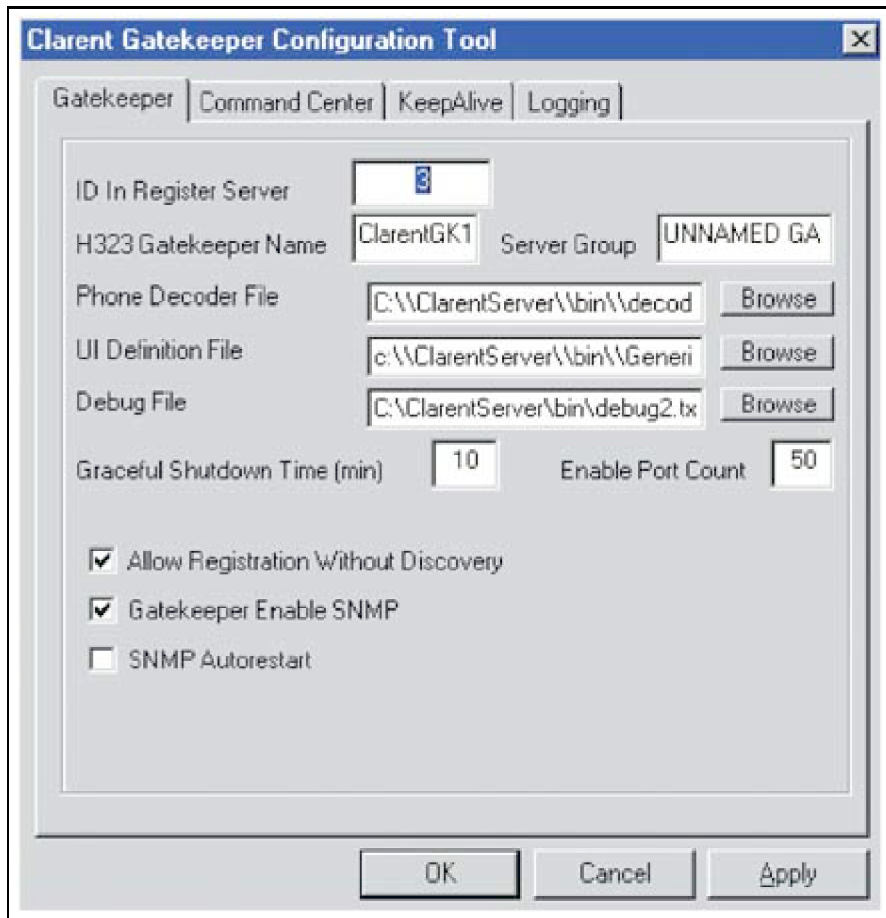 Clarent Gatekeeper Configuration Tool
Gatekeeper Command Center KeepAlive Logging
ID In Register Server 3
H323 Gatekeeper Name ClarentGK1 Server Group UNNAMED GA
Phone Decoder File C:\\ClarentServer\\bin\\decod Browse
UI Definition File c:\\ClarentServer\\bin\\Generi Browse
Debug File C:\ClarentServer\bin\debug2.tx Browse
Graceful Shutdown Time (min) 10 Enable Port Count 50
Allow Registration Without Discovery
Gatekeeper Enable SNMP
SNMP Autorestart
OK Cancel Apply